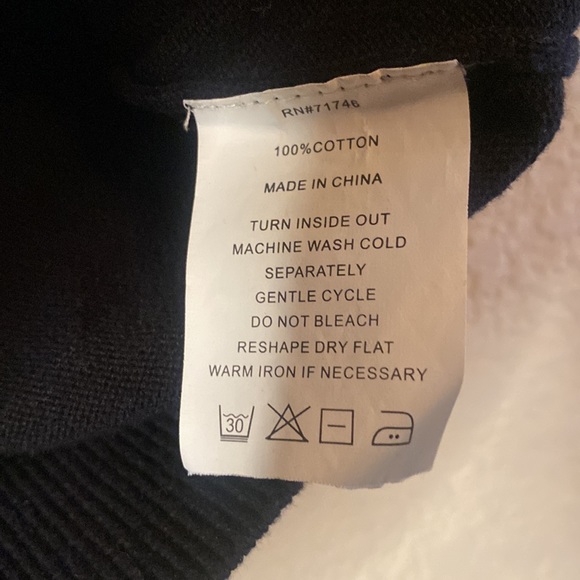 RN#71746
100%COTTON
MADE IN CHINA
TURN INSIDE OUT
MACHINE WASH COLD
SEPARATELY
GENTLE CYCLE
DO NOT BLEACH
RESHAPE DRY FLAT
WARM IRON IF NECESSARY
30